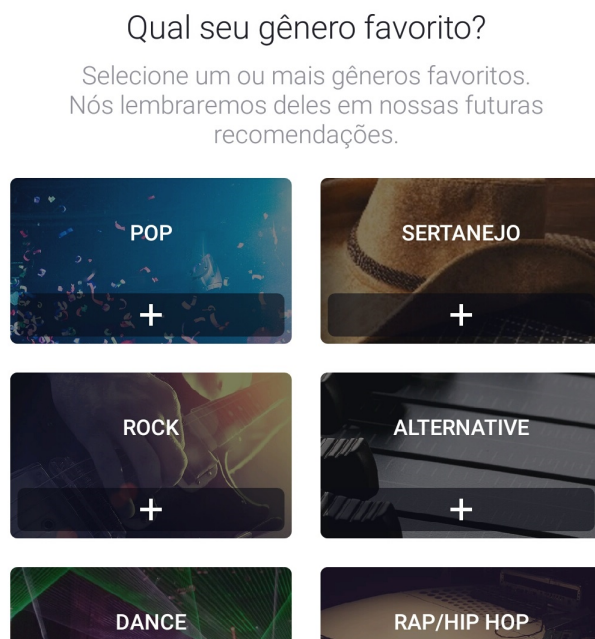 Qual seu gênero favorito?
Selecione um ou mais gêneros favoritos.
Nós lembraremos deles em nossas futuras
recomendações.
POP
SERTANEJO
+
+
ROCK
ALTERNATIVE
+
+
DANCE
RAP/HIP HOP